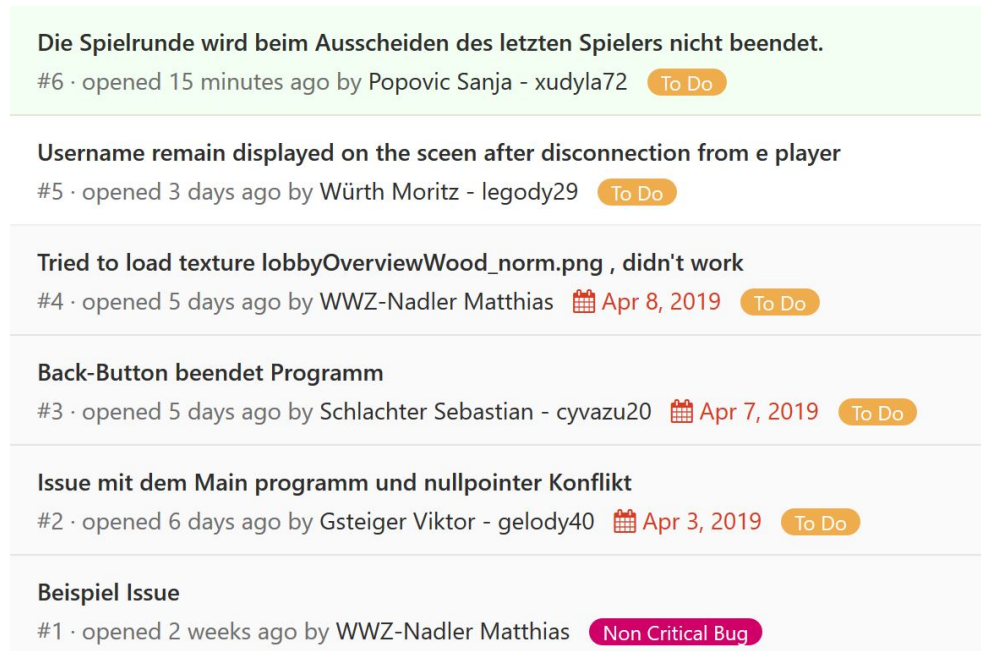 Die Spielrunde wird beim Ausscheiden des letzten Spielers nicht beendet.
#6 · opened 15 minutes ago by Popovic Sanja - xudyla72 To Do
Username remain displayed on the sceen after disconnection from e player
#5 · opened 3 days ago by Würth Moritz - legody29 To Do
Tried to load texture lobbyOverviewWood_norm.png , didn't work
#4 · opened 5 days ago by WWZ-Nadler Matthias Apr 8, 2019 To Do
Back-Button beendet Programm
#3 · opened 5 days ago by Schlachter Sebastian - cyvazu20 Apr 7, 2019 To Do
Issue mit dem Main programm und nullpointer Konflikt
#2 · opened 6 days ago by Gsteiger Viktor - gelody40 Apr 3, 2019 To Do
Beispiel Issue
#1 · opened 2 weeks ago by WWZ-Nadler Matthias Non Critical Bug